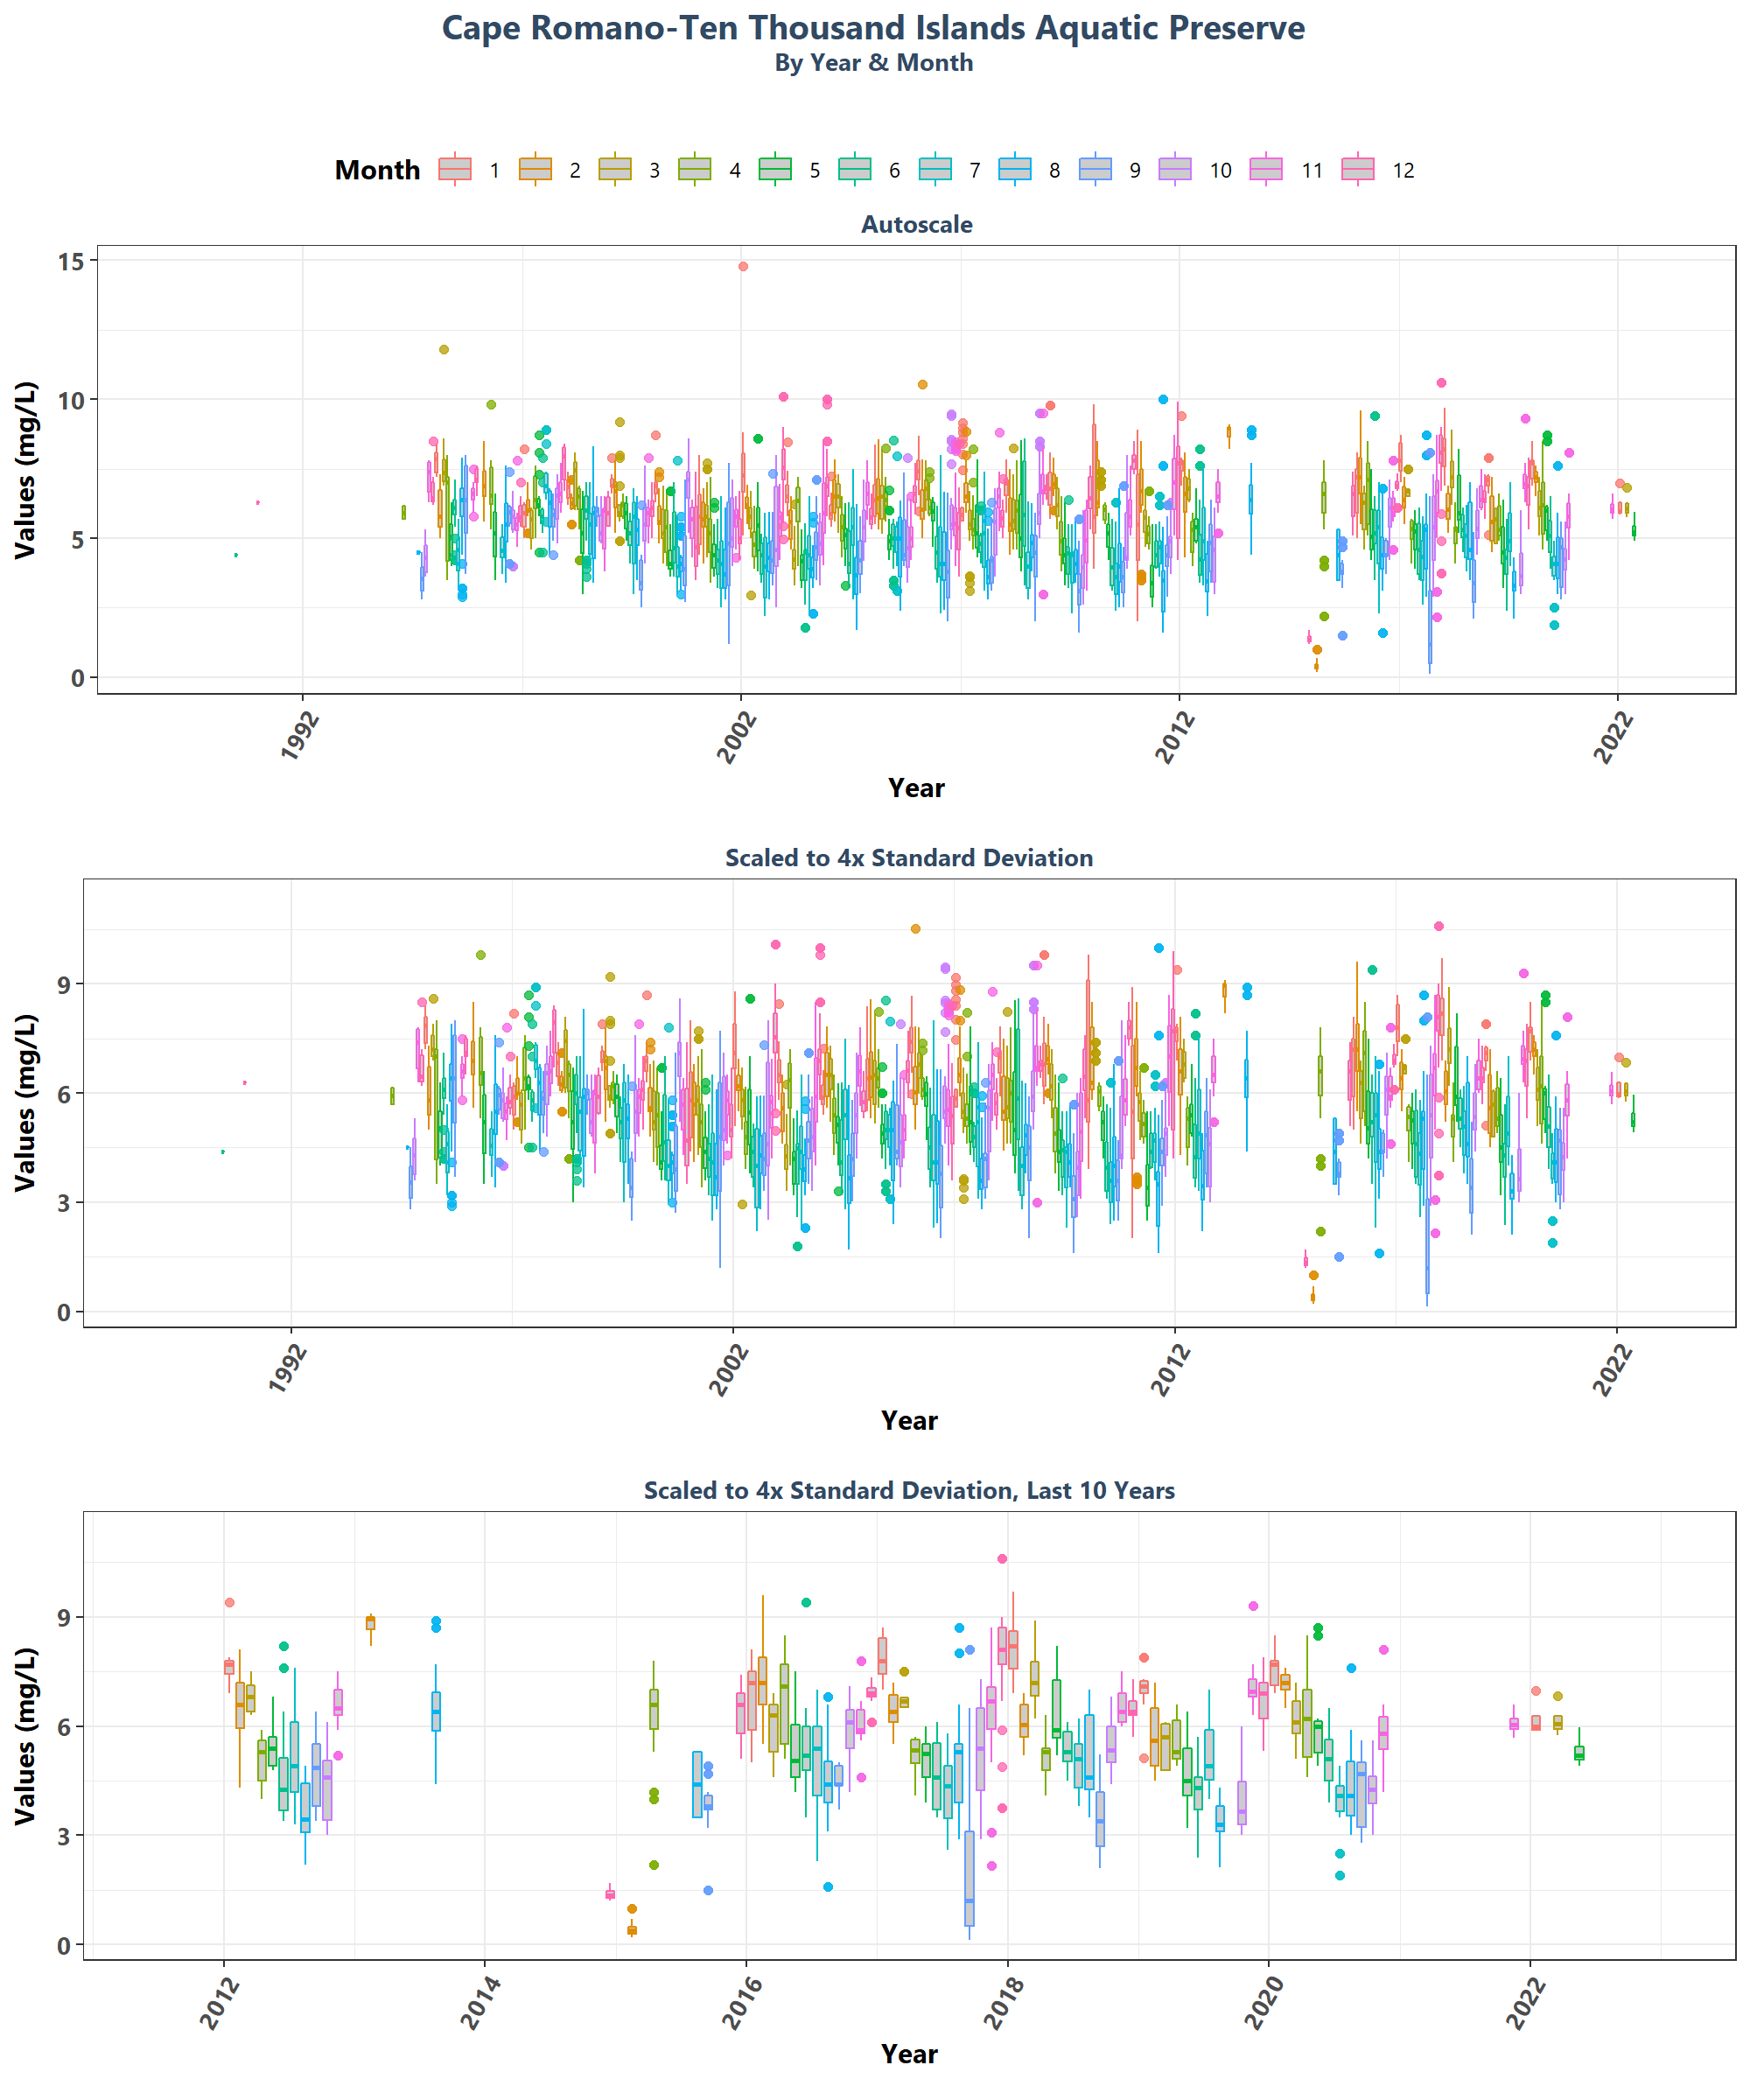 Cape Romano-Ten Thousand Islands Aquatic Preserve
By Year & Month
Month 1 2 3 4 5 6 7 8 9 10 11 12
Autoscale
Values (mg/L)
15
10
5
0
1992 2002 2012 2022
Year
Scaled to 4x Standard Deviation
Values (mg/L)
9
6
3
0
1992 2002 2012 2022
Year
Scaled to 4x Standard Deviation, Last 10 Years
Values (mg/L)
9
6
3
0
2012 2014 2016 2018 2020 2022
Year